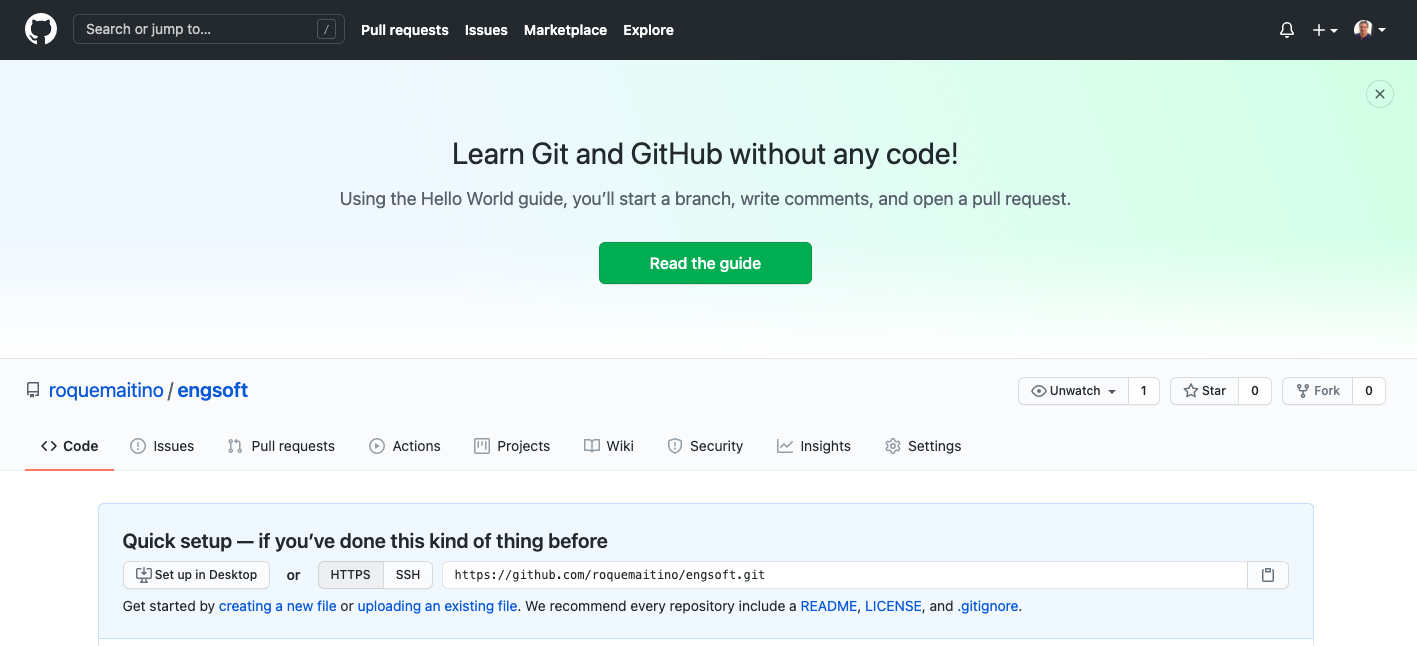 Search or jump to... /
Pull requests Issues Marketplace Explore
Learn Git and GitHub without any code!
Using the Hello World guide, you’ll start a branch, write comments, and open a pull request.
Read the guide
roquemaitino / engsoft
Unwatch 1 Star 0 Fork 0
Code Issues Pull requests Actions Projects Wiki Security Insights Settings
Quick setup — if you’ve done this kind of thing before
Set up in Desktop or HTTPS SSH https://github.com/roquemaitino/engsoft.git
Get started by creating a new file or uploading an existing file. We recommend every repository include a README, LICENSE, and .gitignore.